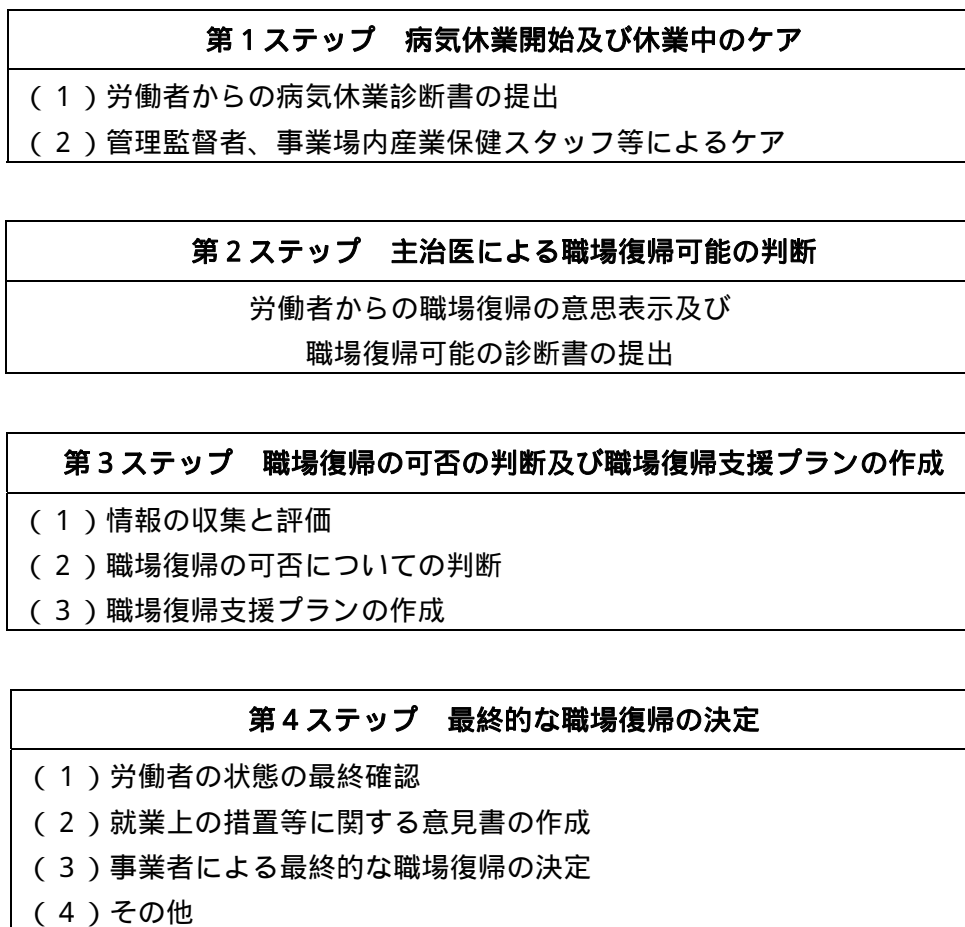 第1ステップ　病気休業開始及び休業中のケア
(1)労働者からの病気休業診断書の提出
(2)管理監督者、事業場内産業保健スタッフ等によるケア
第2ステップ　主治医による職場復帰可能の判断
労働者からの職場復帰の意思表示及び
職場復帰可能の診断書の提出
第3ステップ　職場復帰の可否の判断及び職場復帰支援プランの作成
(1)情報の収集と評価
(2)職場復帰の可否についての判断
(3)職場復帰支援プランの作成
第4ステップ　最終的な職場復帰の決定
(1)労働者の状態の最終確認
(2)就業上の措置等に関する意見書の作成
(3)事業者による最終的な職場復帰の決定
(4)その他